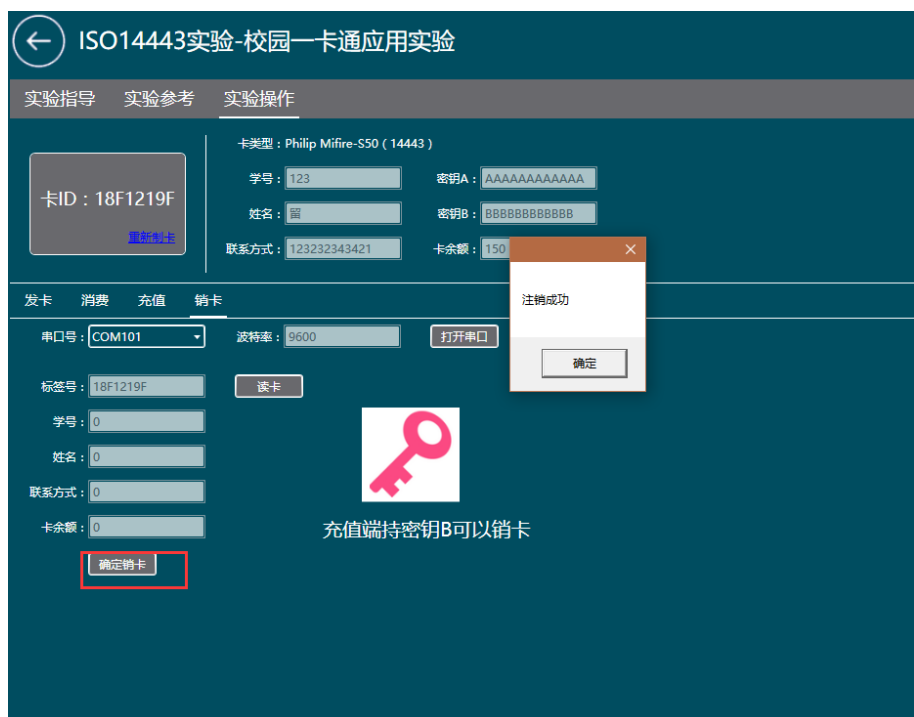 ISO14443实验-校园一卡通应用实验
实验指导 实验参考 实验操作
卡类型：Philip Mifire-S50 ( 14443 )
卡ID：18F1219F
重新制卡
学号：123 密钥A：AAAAAAAAAAAA
姓名：留 密钥B：BBBBBBBBBBBB
联系方式：123232343421 卡余额：150
发卡 消费 充值 销卡
注销成功
确定
串口号：COM101 波特率：9600 打开串口
标签号：18F1219F 读卡
学号：0
姓名：0
联系方式：0
卡余额：0
充值端持密钥B可以销卡
确定销卡